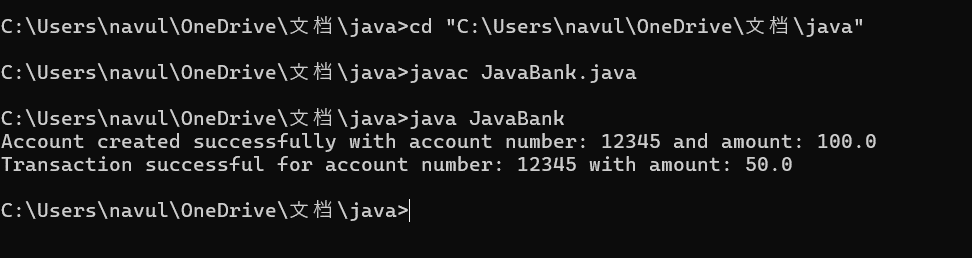 C:\Users\navul\OneDrive\文档\java>cd "C:\Users\navul\OneDrive\文档\java"
C:\Users\navul\OneDrive\文档\java>javac JavaBank.java
C:\Users\navul\OneDrive\文档\java>java JavaBank
Account created successfully with account number: 12345 and amount: 100.0
Transaction successful for account number: 12345 with amount: 50.0
C:\Users\navul\OneDrive\文档\java>